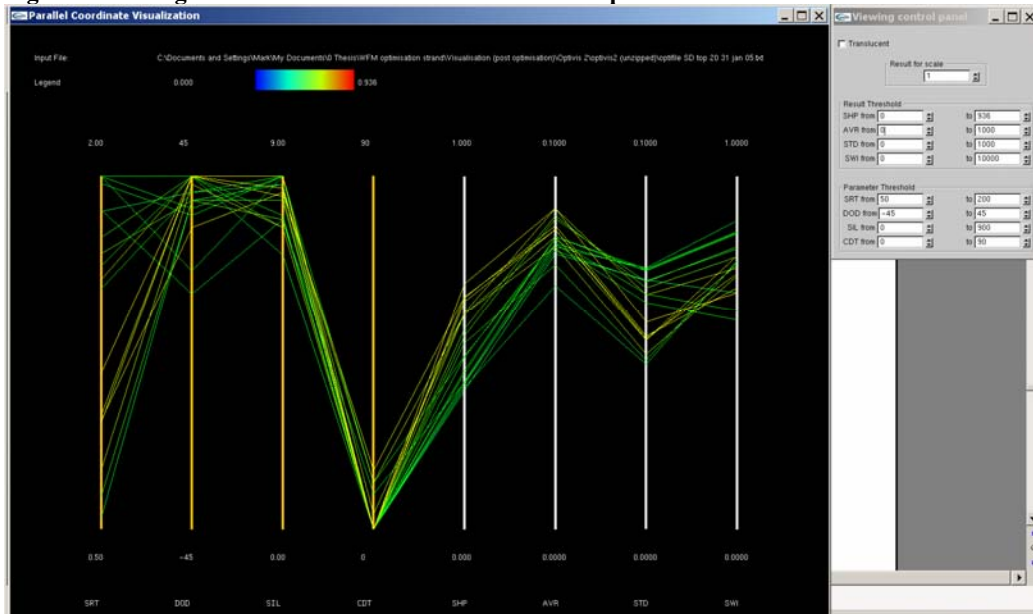 Parallel Coordinate Visualization
Input File: C:\Documents and Settings\Mark\My Documents\0 Thesis\WFM optimisation strand\Visualisation (post optimisation)\Optivis 2\optivis2 (unzipped)\optifile SD top 20 31 jan 05.txt
Legend 0.000 0.936
2.00 45 9.00 90 1.000 0.1000 0.1000 1.0000
0.50 -45 0.00 0 0.000 0.0000 0.0000 0.0000
SRT DOD SIL CDT SHP AVR STD SWI
Viewing control panel
Translucent
Result for scale
1
Result Threshold
SHP from 0 to 936
AVR from 0 to 1000
STD from 0 to 1000
SWI from 0 to 10000
Parameter Threshold
SRT from 50 to 200
DOD from -45 to 45
SIL from 0 to 900
CDT from 0 to 90